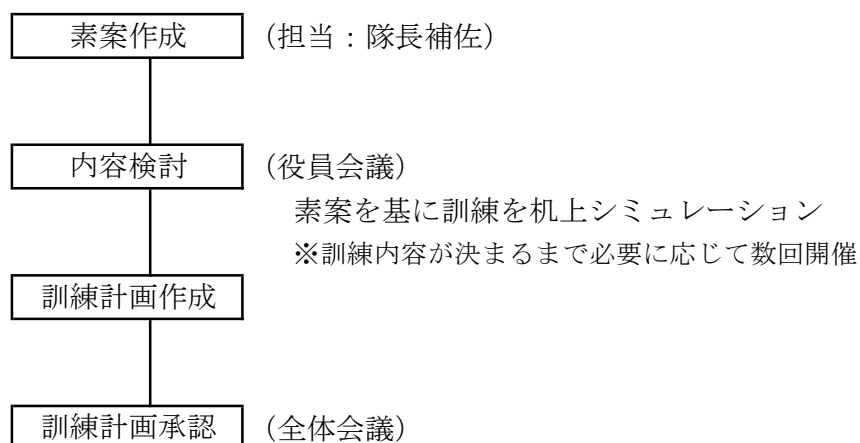 素案作成 (担当：隊長補佐)
内容検討 (役員会議)
素案を基に訓練を机上シミュレーション
※訓練内容が決まるまで必要に応じて数回開催
訓練計画作成
訓練計画承認 (全体会議)